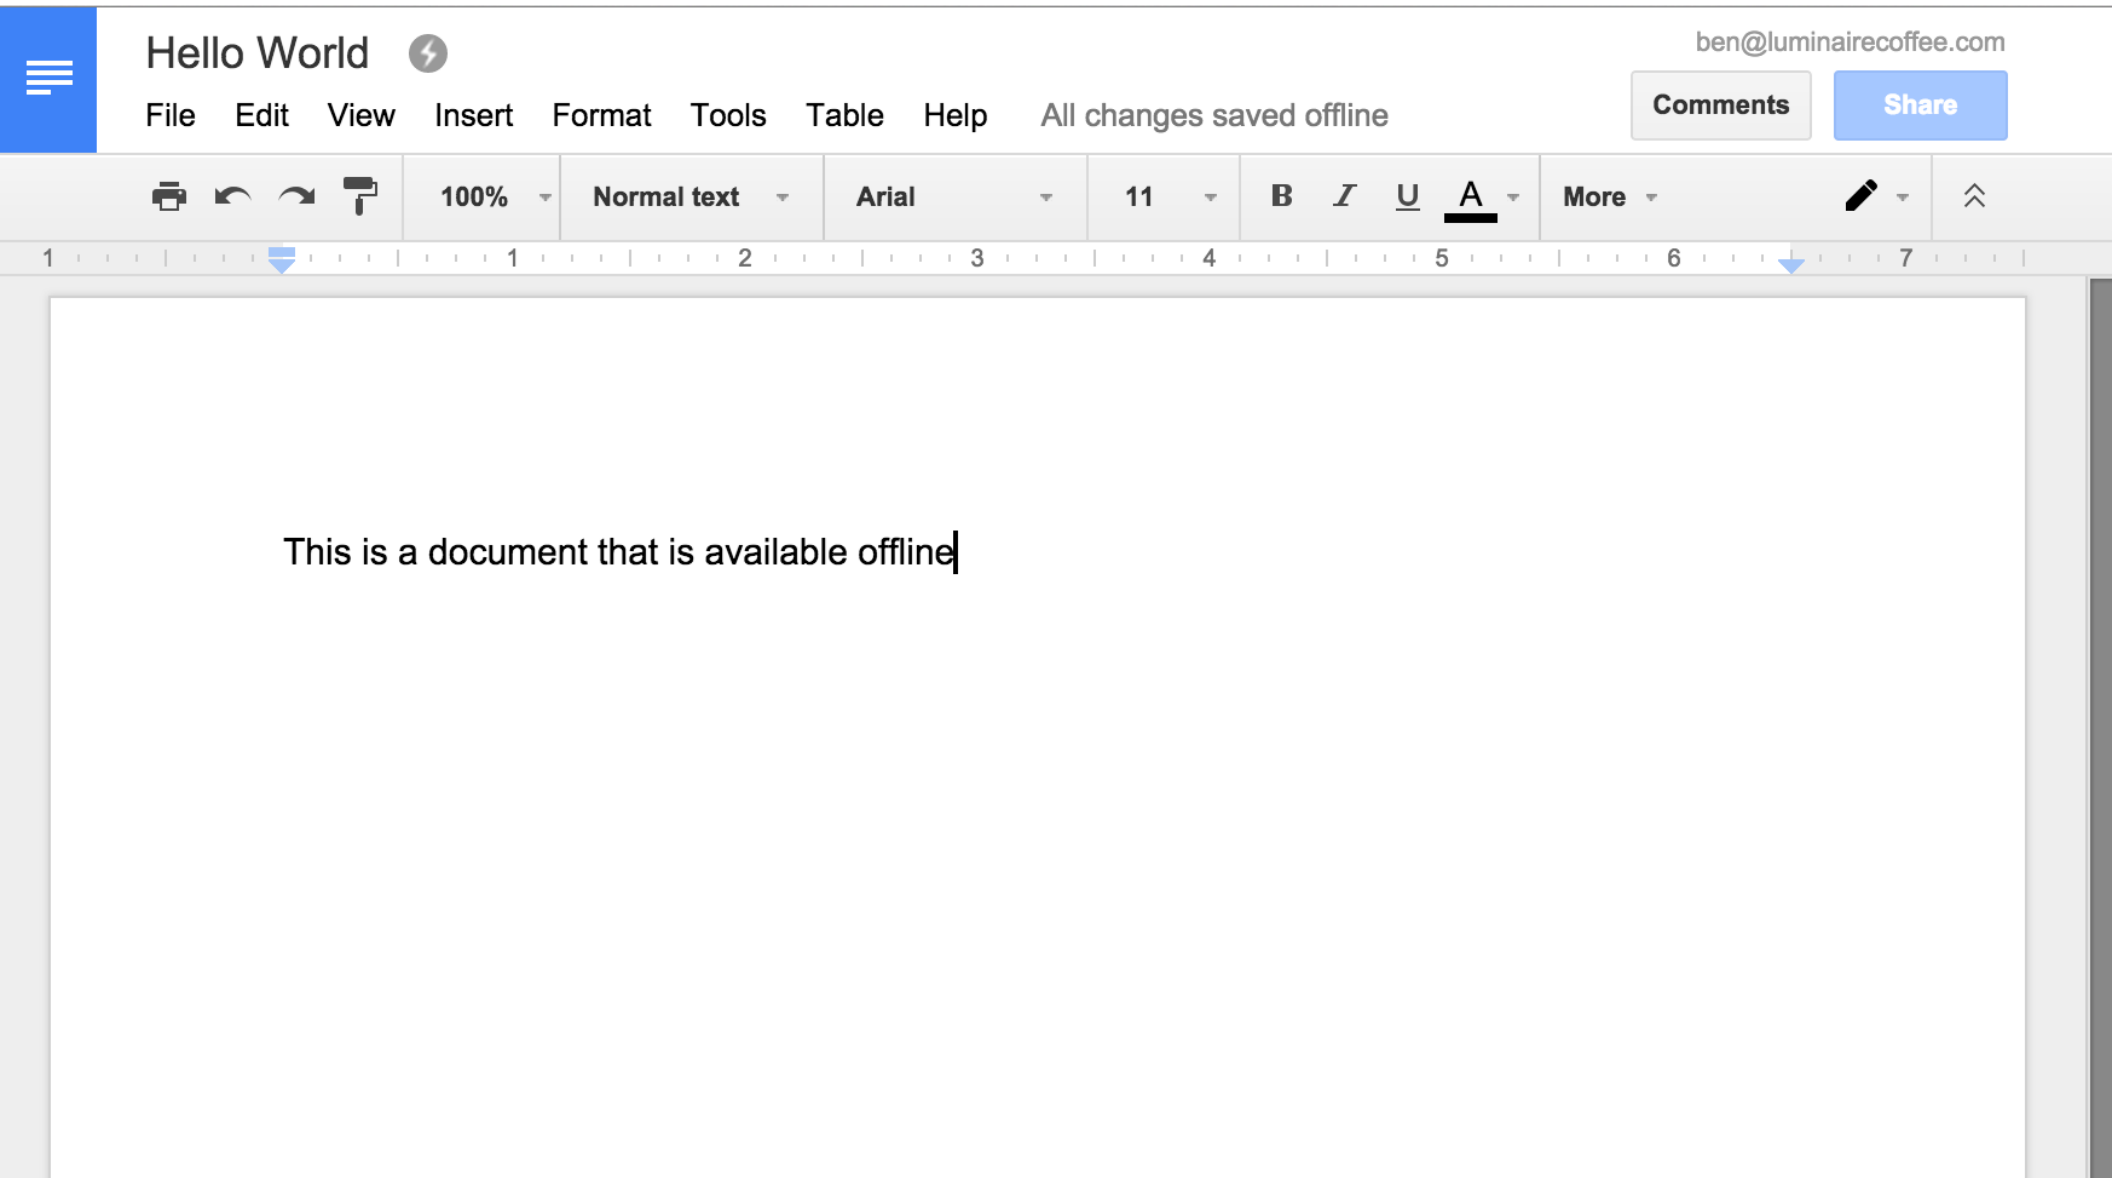 Hello World
ben@luminairecoffee.com
File Edit View Insert Format Tools Table Help All changes saved offline
Comments Share
100% Normal text Arial 11 B I U A More
1 1 2 3 4 5 6 7
This is a document that is available offline